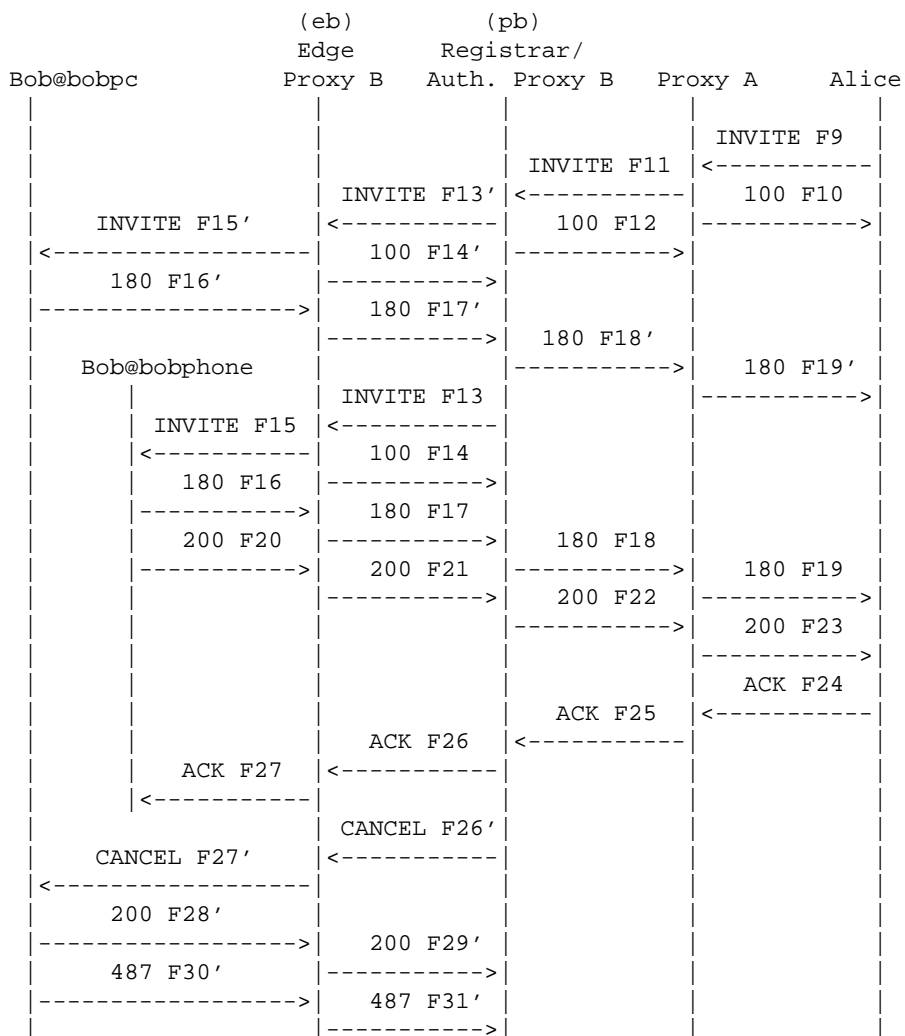 (eb) (pb)
Edge Registrar/
Bob@bobpc Proxy B Auth. Proxy B Proxy A Alice
INVITE F9
INVITE F11
INVITE F13' 100 F10
INVITE F15' 100 F12
100 F14'
180 F16'
180 F17'
180 F18'
Bob@bobphone 180 F19'
INVITE F13
INVITE F15
100 F14
180 F16
180 F17
200 F20 180 F18
200 F21 180 F19
200 F22
200 F23
ACK F24
ACK F25
ACK F26
ACK F27
CANCEL F26'
CANCEL F27'
200 F28'
200 F29'
487 F30'
487 F31'